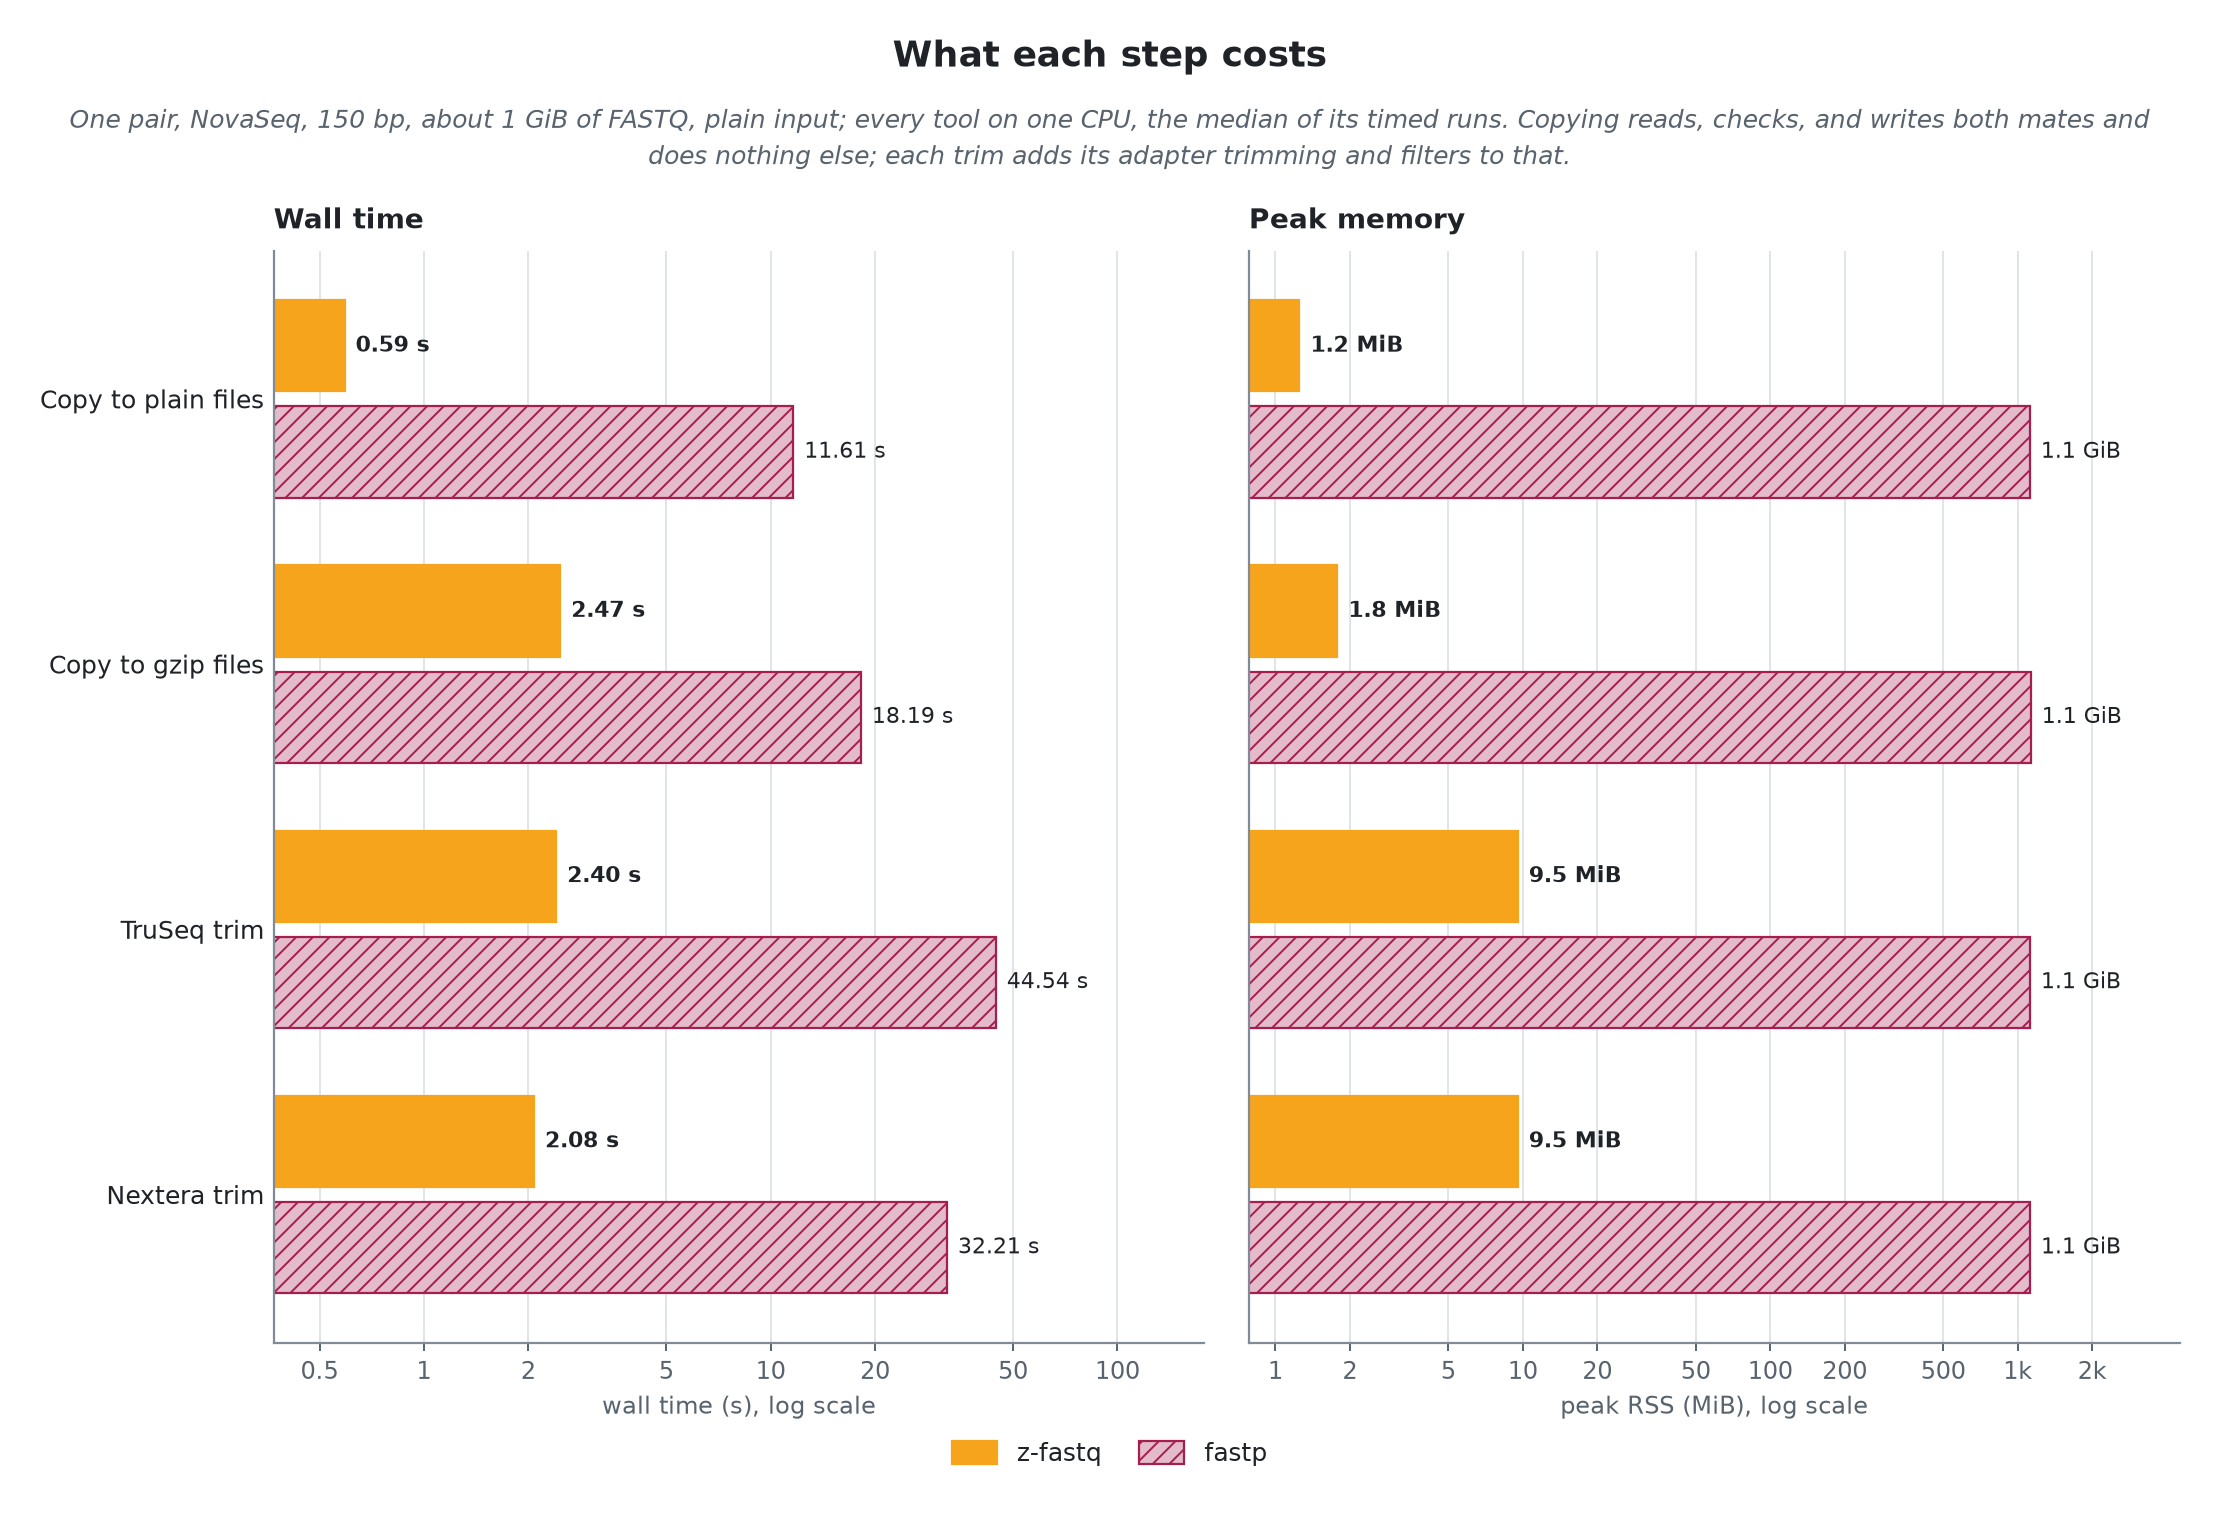 What each step costs
One pair, NovaSeq, 150 bp, about 1 GiB of FASTQ, plain input; every tool on one CPU, the median of its timed runs. Copying reads, checks, and writes both mates and
does nothing else; each trim adds its adapter trimming and filters to that.
Wall time
Copy to plain files
0.59 s
11.61 s
Copy to gzip files
2.47 s
18.19 s
TruSeq trim
2.40 s
44.54 s
Nextera trim
2.08 s
32.21 s
0.5 1 2 5 10 20 50 100
wall time (s), log scale
Peak memory
1.2 MiB
1.1 GiB
1.8 MiB
1.1 GiB
9.5 MiB
1.1 GiB
9.5 MiB
1.1 GiB
1 2 5 10 20 50 100 200 500 1k 2k
peak RSS (MiB), log scale
z-fastq fastp